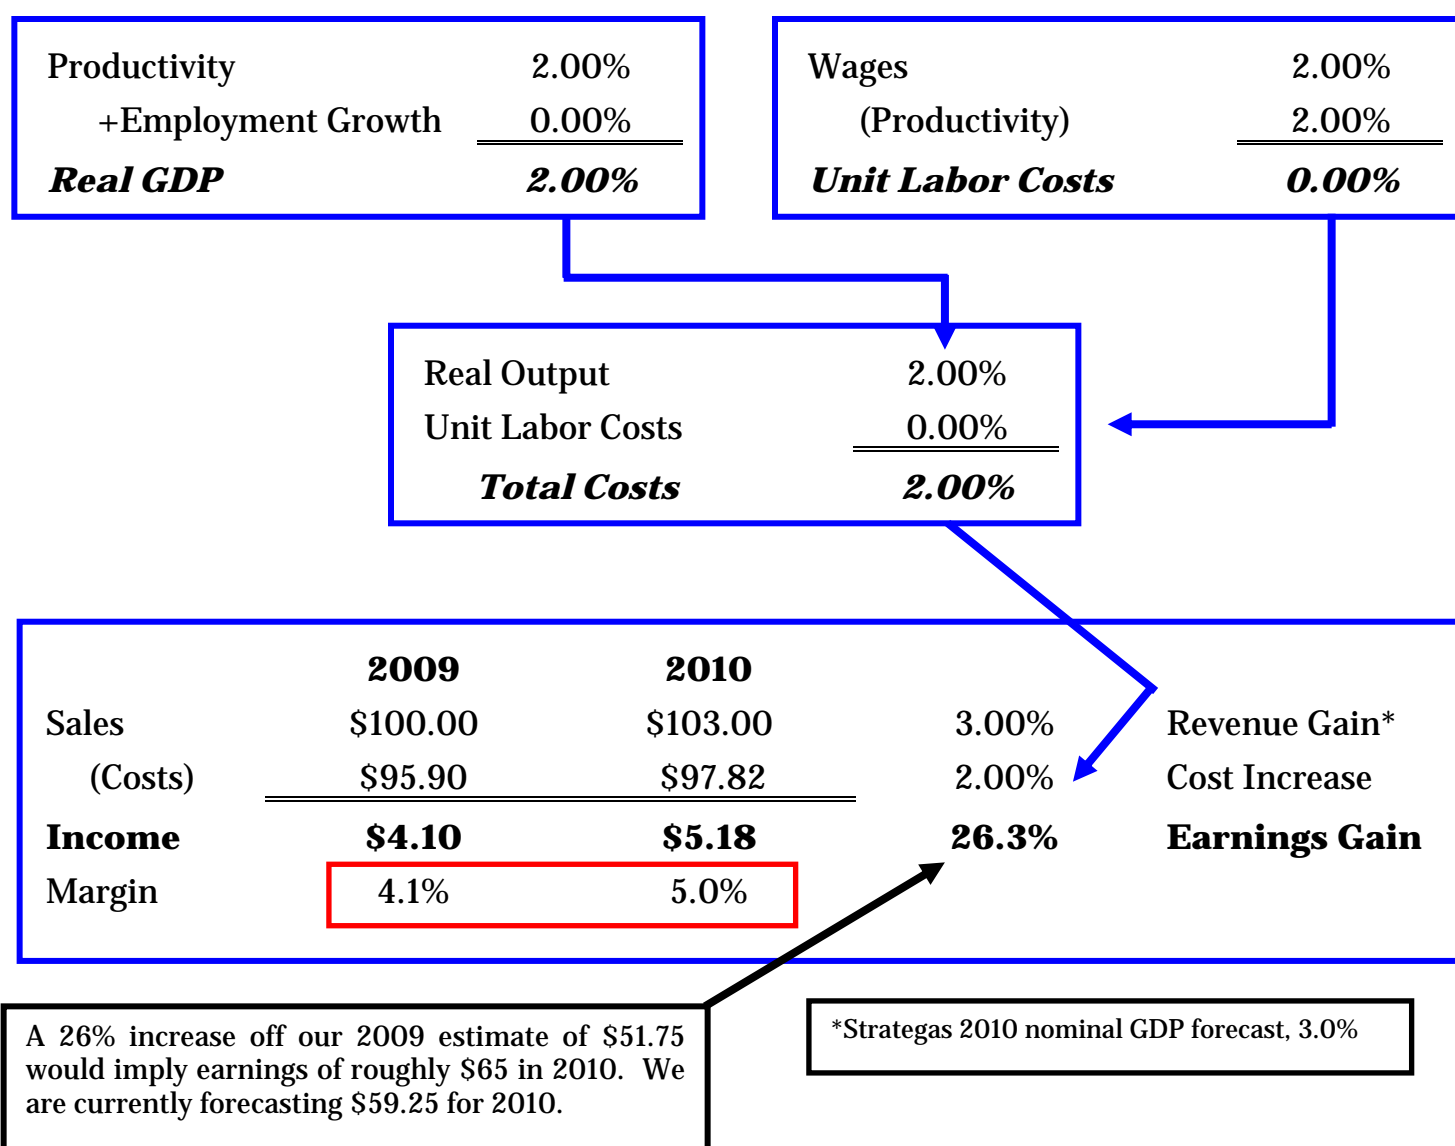 Productivity 2.00%
+Employment Growth 0.00%
Real GDP 2.00%
Wages 2.00%
(Productivity) 2.00%
Unit Labor Costs 0.00%
Real Output 2.00%
Unit Labor Costs 0.00%
Total Costs 2.00%
2009 2010
Sales $100.00 $103.00 3.00% Revenue Gain*
(Costs) $95.90 $97.82 2.00% Cost Increase
Income $4.10 $5.18 26.3% Earnings Gain
Margin 4.1% 5.0%
A 26% increase off our 2009 estimate of $51.75
would imply earnings of roughly $65 in 2010. We
are currently forecasting $59.25 for 2010.
*Strategas 2010 nominal GDP forecast, 3.0%